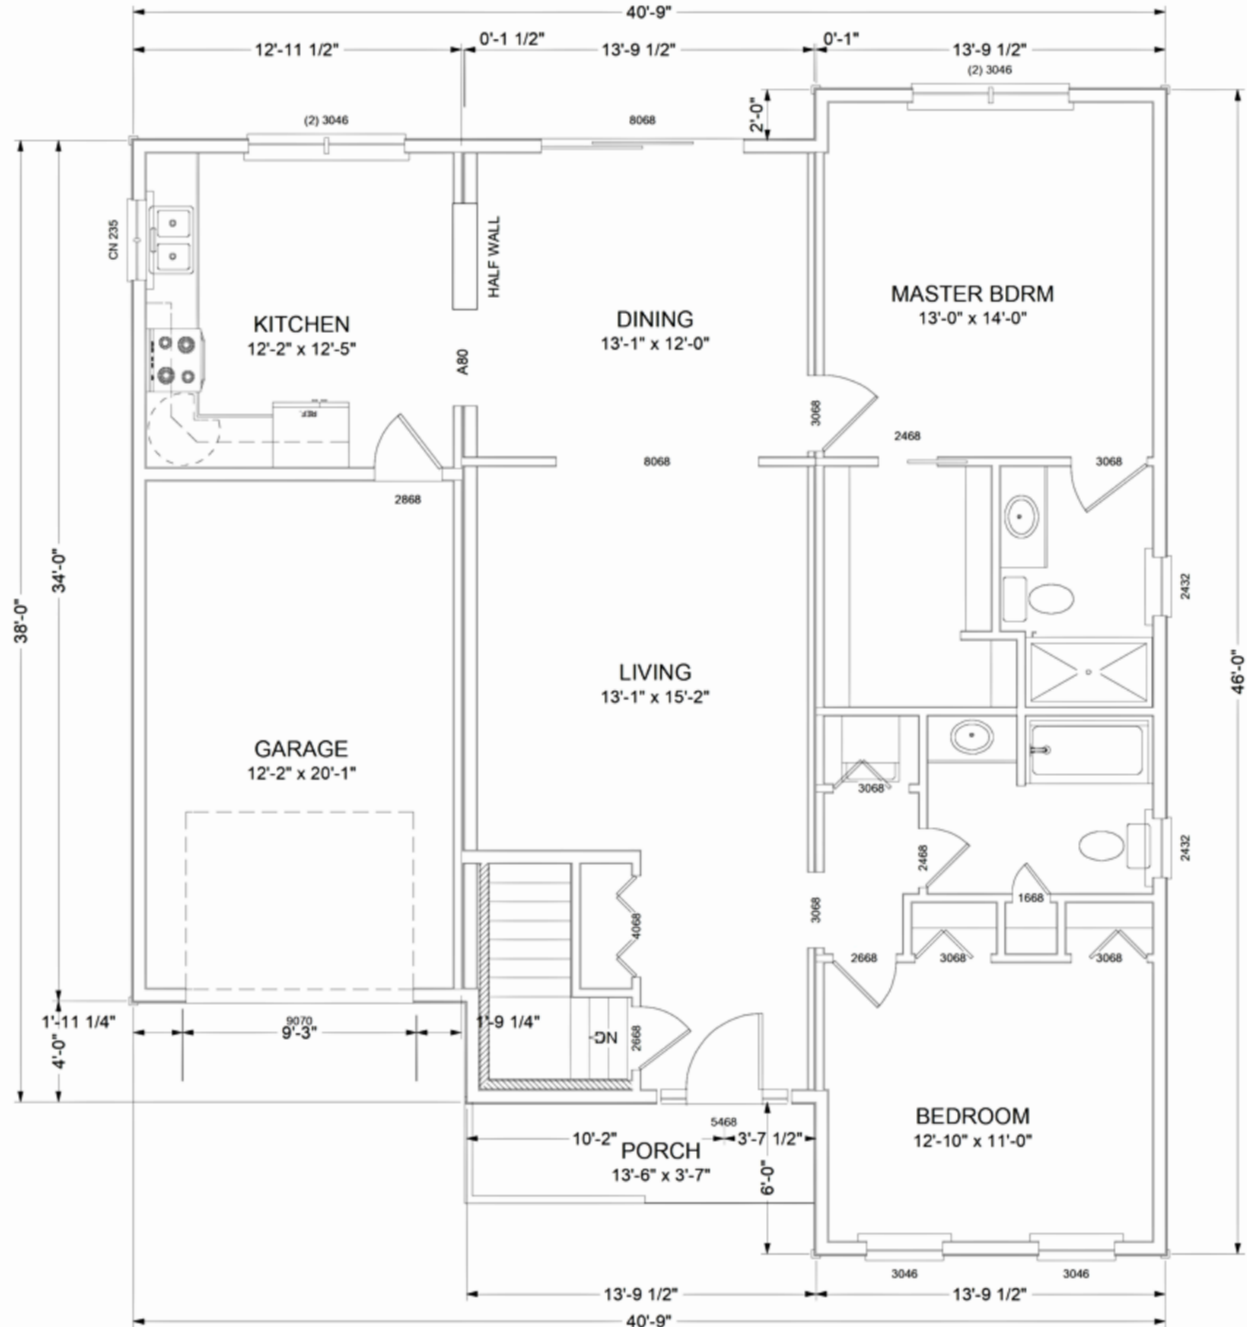 40'-9"
12'-11 1/2"
0'-1 1/2"
13'-9 1/2"
0'-1"
13'-9 1/2"
(2) 3046
(2) 3046
8068
2'-0"
CN 235
HALF WALL
MASTER BDRM
13'-0" x 14'-0"
KITCHEN
12'-2" x 12'-5"
DINING
13'-1" x 12'-0"
A80
REF.
3068
2468
8068
3068
2868
34'-0"
38'-0"
2432
46'-0"
LIVING
13'-1" x 15'-2"
GARAGE
12'-2" x 20'-1"
3068
2468
2432
1668
4068
3068
2668
3068
3068
1'-11 1/4"
9070
9'-3"
1'-9 1/4"
4'-0"
2668
5468
10'-2"
3'-7 1/2"
PORCH
13'-6" x 3'-7"
6'-0"
BEDROOM
12'-10" x 11'-0"
3046
3046
13'-9 1/2"
13'-9 1/2"
40'-9"